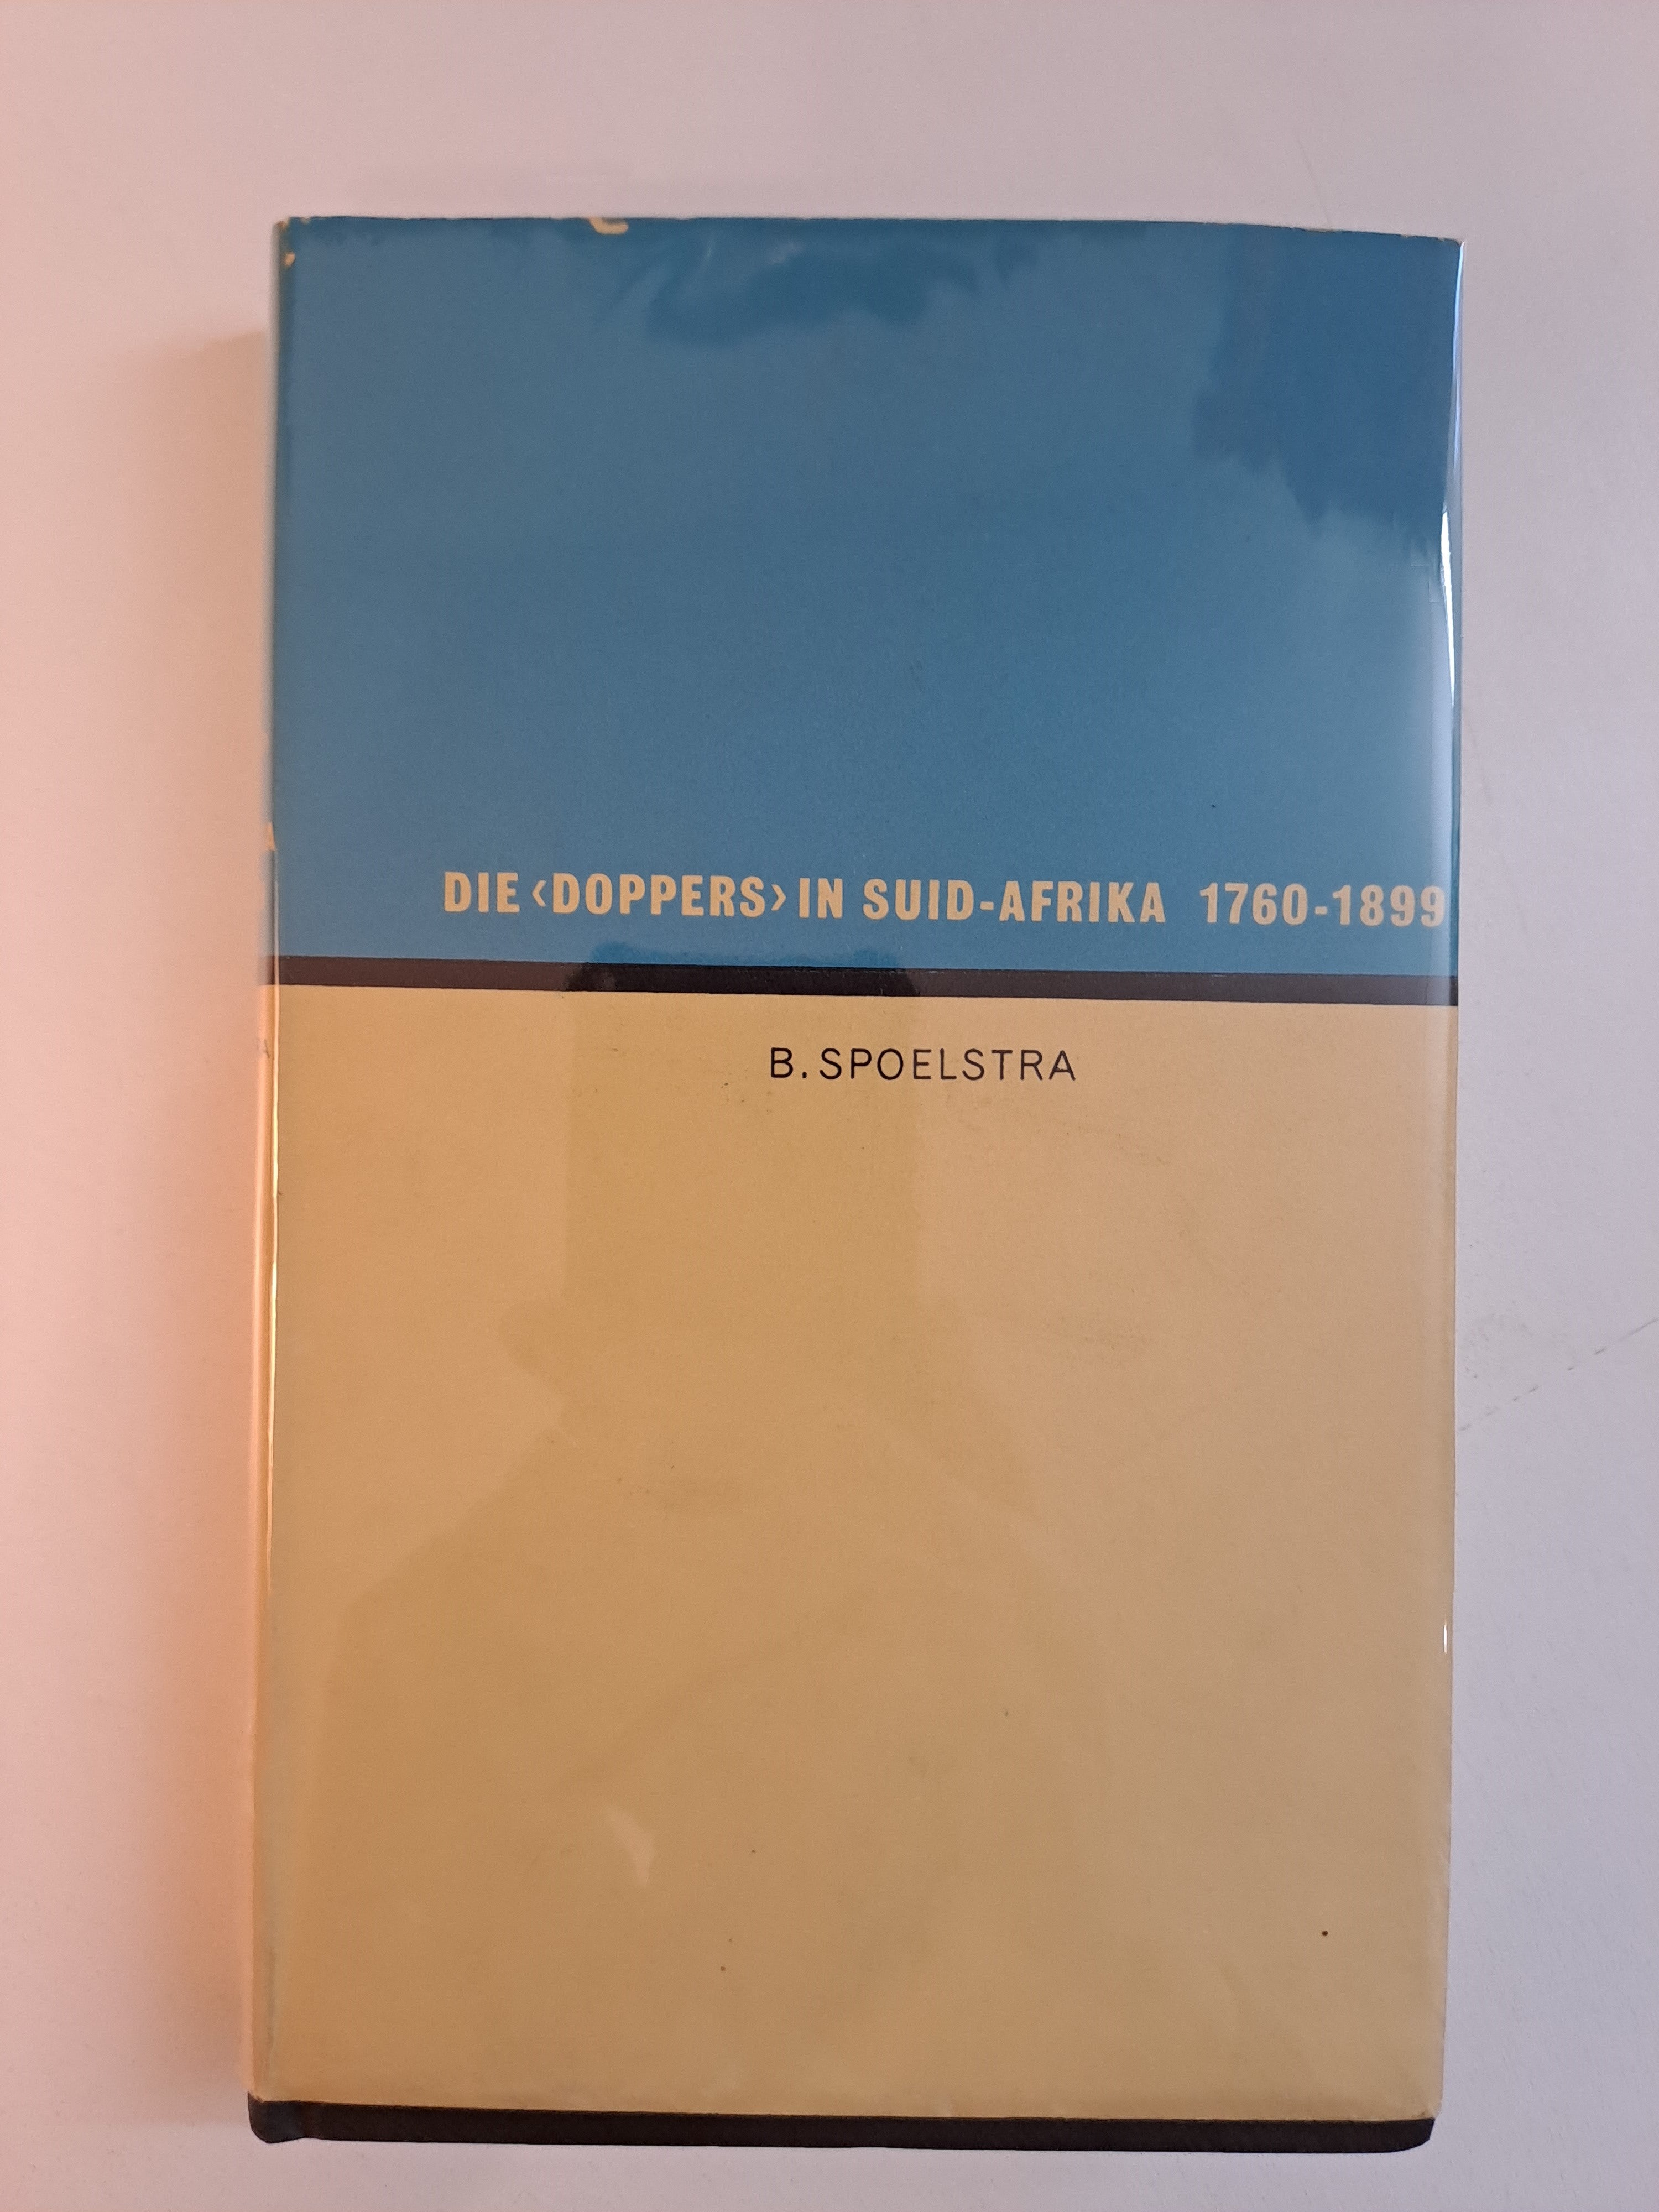 DIE ‹DOPPERS› IN SUID-AFRIKA 1760-1899
B. SPOELSTRA